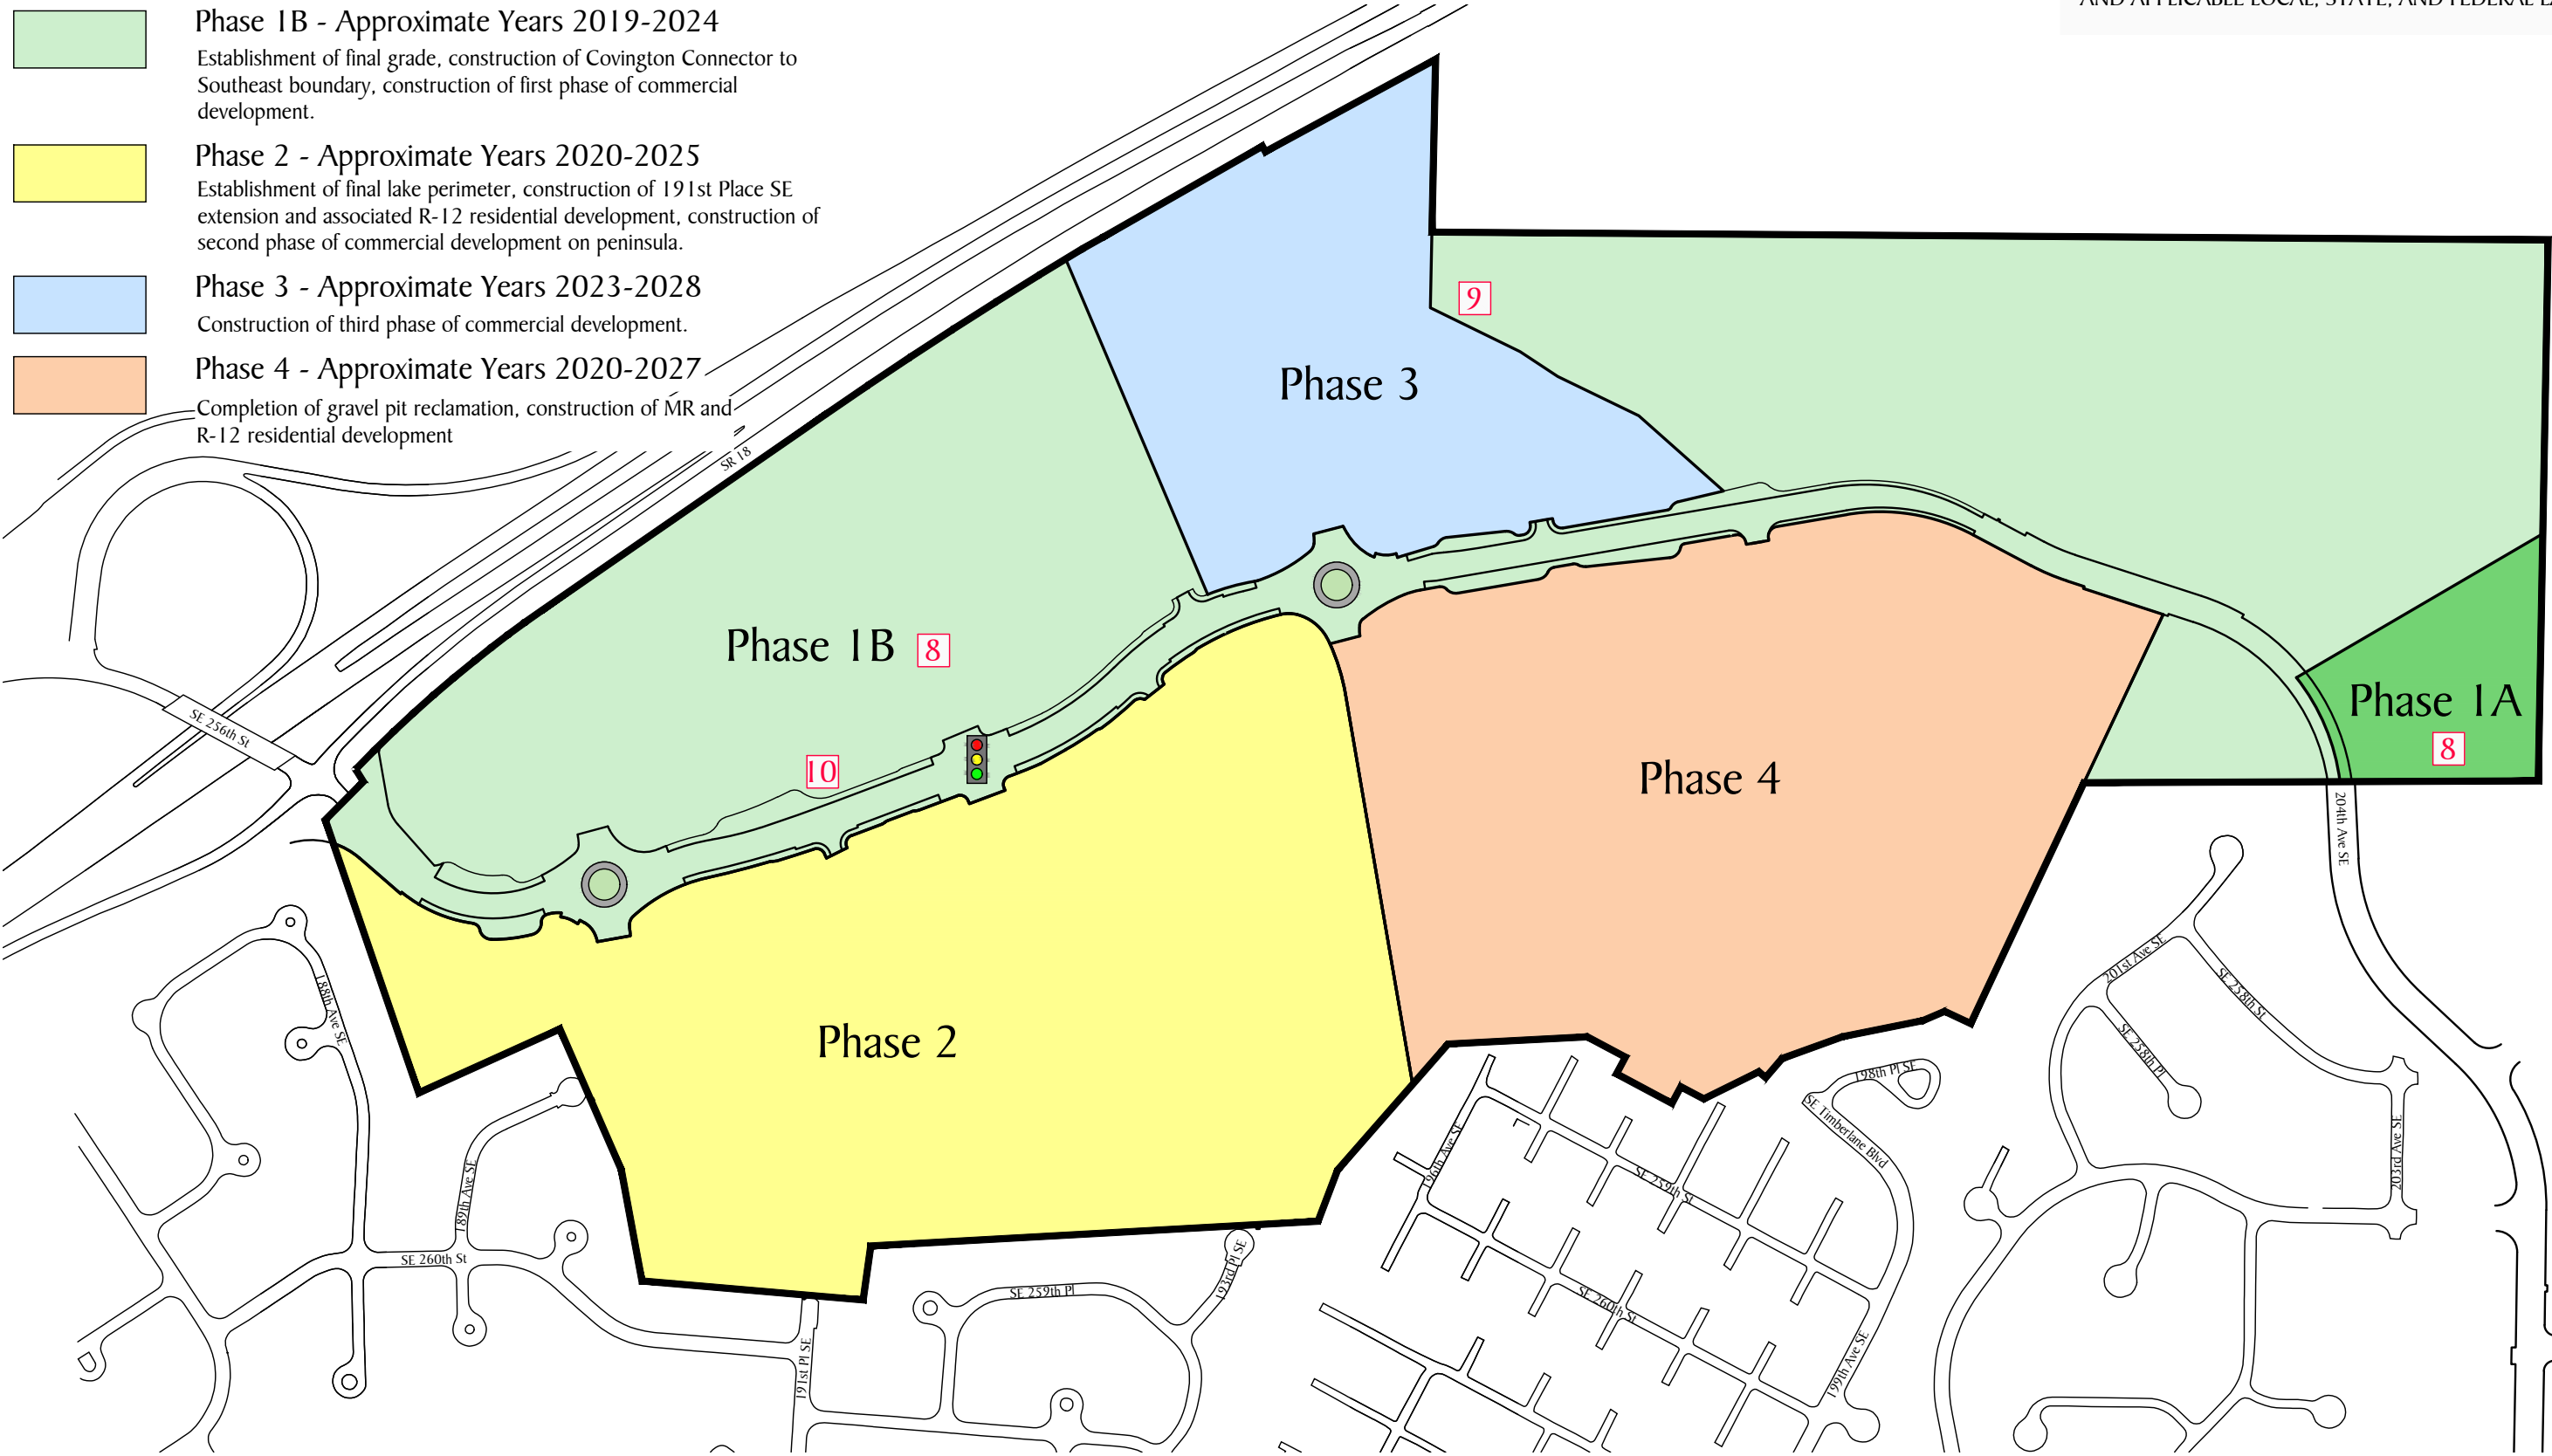 AND APPLICABLE LOCAL, STATE, AND FEDERAL
Phase 1B - Approximate Years 2019-2024
Establishment of final grade, construction of Covington Connector to
Southeast boundary, construction of first phase of commercial
development.
Phase 2 - Approximate Years 2020-2025
Establishment of final lake perimeter, construction of 191st Place SE
extension and associated R-12 residential development, construction of
second phase of commercial development on peninsula.
Phase 3 - Approximate Years 2023-2028
Construction of third phase of commercial development.
Phase 4 - Approximate Years 2020-2027
Completion of gravel pit reclamation, construction of MR and
R-12 residential development
SR 18
9
Phase 3
Phase 1B
8
SE 256th St
10
Phase 1A
8
Phase 4
204th Ave SE
Phase 2
188th Ave SE
201st Ave SE
SE 258th St
SE 258th Pl
198th Pl SE
SE Timberlane Blvd
196th Ave SE
SE 259th St
203rd Ave SE
189th Ave SE
SE 260th St
193rd Pl SE
SE 259th Pl
SE 260th St
191st Pl SE
199th Ave SE